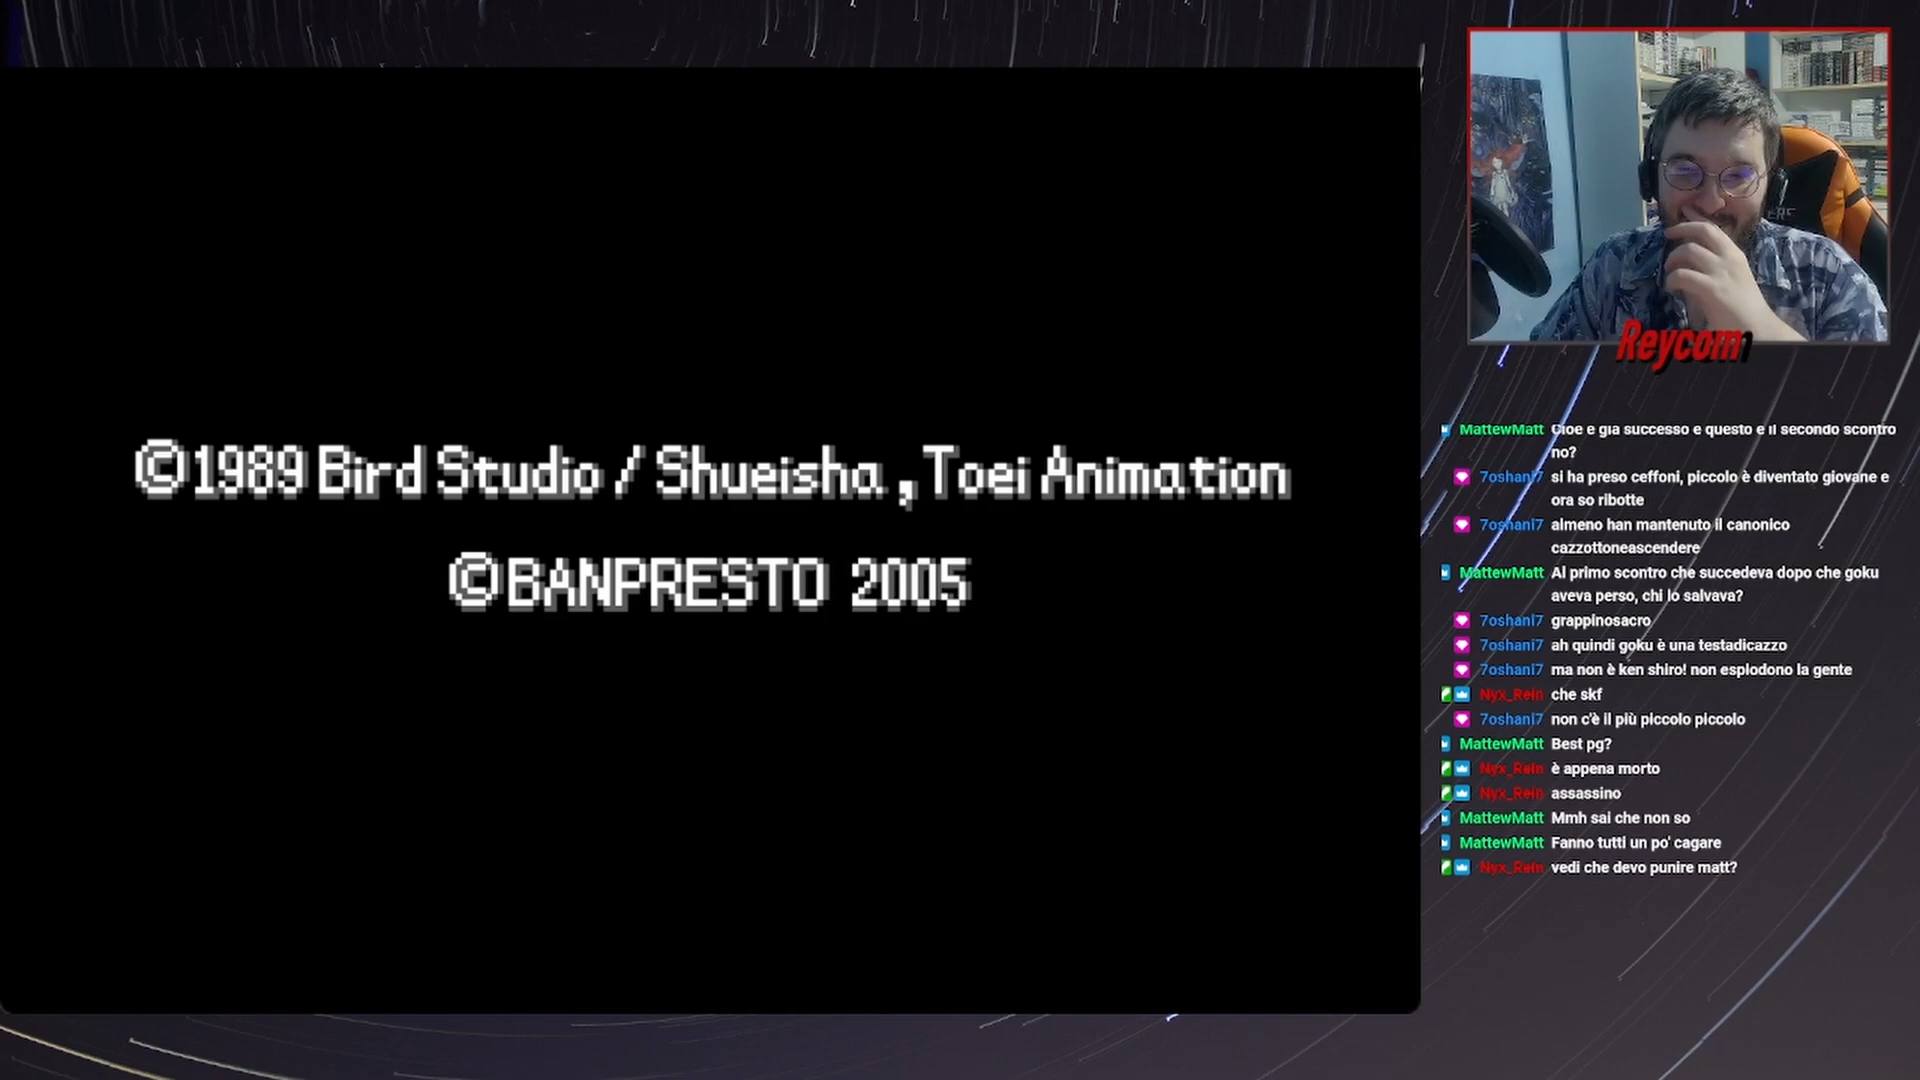 ©1989 Bird Studio / Shueisha , Toei Animation
©BANPRESTO 2005
Reycom
MattewMatt Cioè è già successo e questo è il secondo scontro
no?
7oshani7 si ha preso ceffoni, piccolo è diventato giovane e
ora so ribotte
7oshani7 almeno han mantenuto il canonico
cazzottoneascendere
MattewMatt Al primo scontro che succedeva dopo che goku
aveva perso, chi lo salvava?
7oshani7 grappinosacro
7oshani7 ah quindi goku è una testadicazzo
7oshani7 ma non è ken shiro! non esplodono la gente
Nyx_Rein che skf
7oshani7 non c'è il più piccolo piccolo
MattewMatt Best pg?
Nyx_Rein è appena morto
Nyx_Rein assassino
MattewMatt Mmh sai che non so
MattewMatt Fanno tutti un po' cagare
Nyx_Rein vedi che devo punire matt?